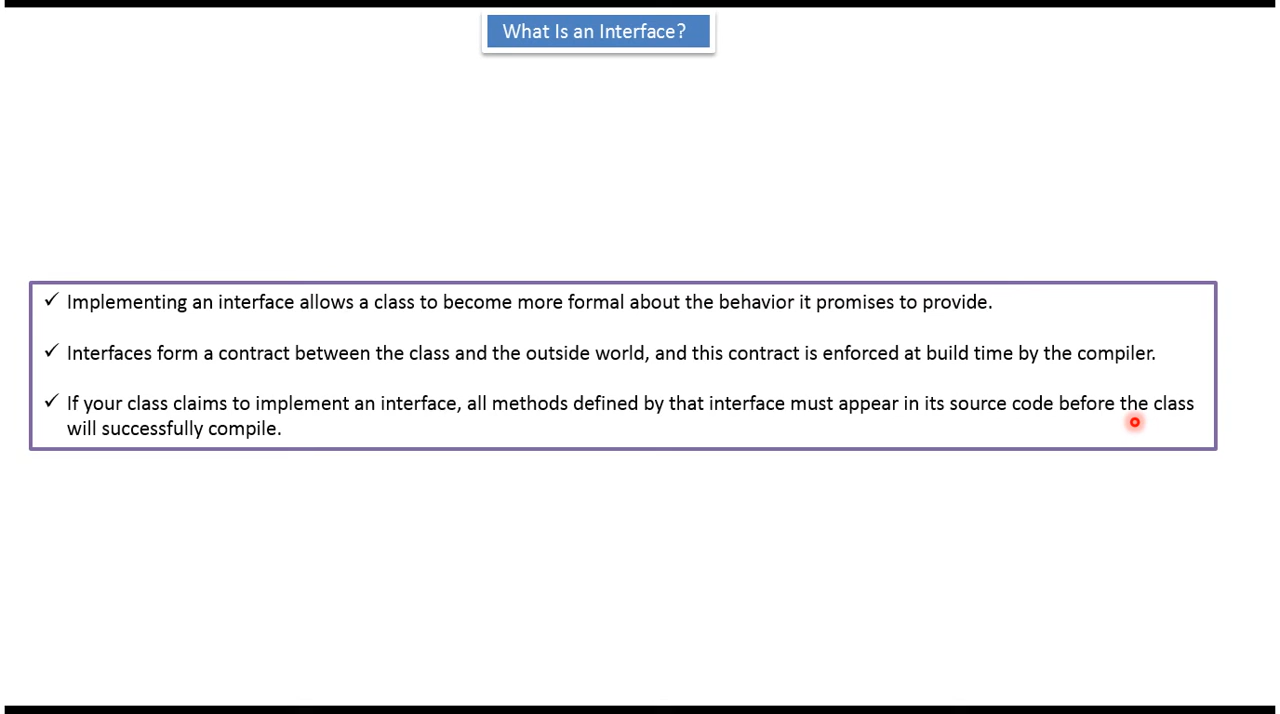 What Is an Interface?
✓ Implementing an interface allows a class to become more formal about the behavior it promises to provide.
✓ Interfaces form a contract between the class and the outside world, and this contract is enforced at build time by the compiler.
✓ If your class claims to implement an interface, all methods defined by that interface must appear in its source code before the class
will successfully compile.